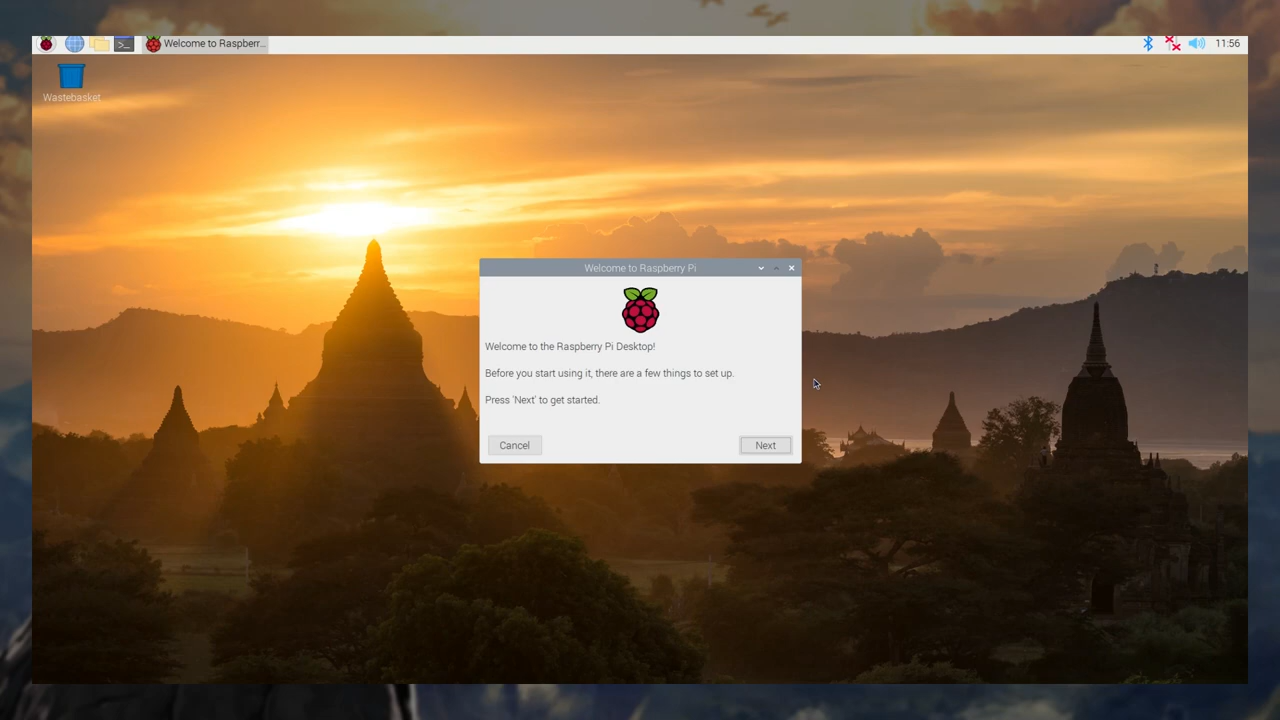 Welcome to Raspberr...
11:56
Wastebasket
Welcome to Raspberry Pi
Welcome to the Raspberry Pi Desktop!
Before you start using it, there are a few things to set up.
Press 'Next' to get started.
Cancel
Next